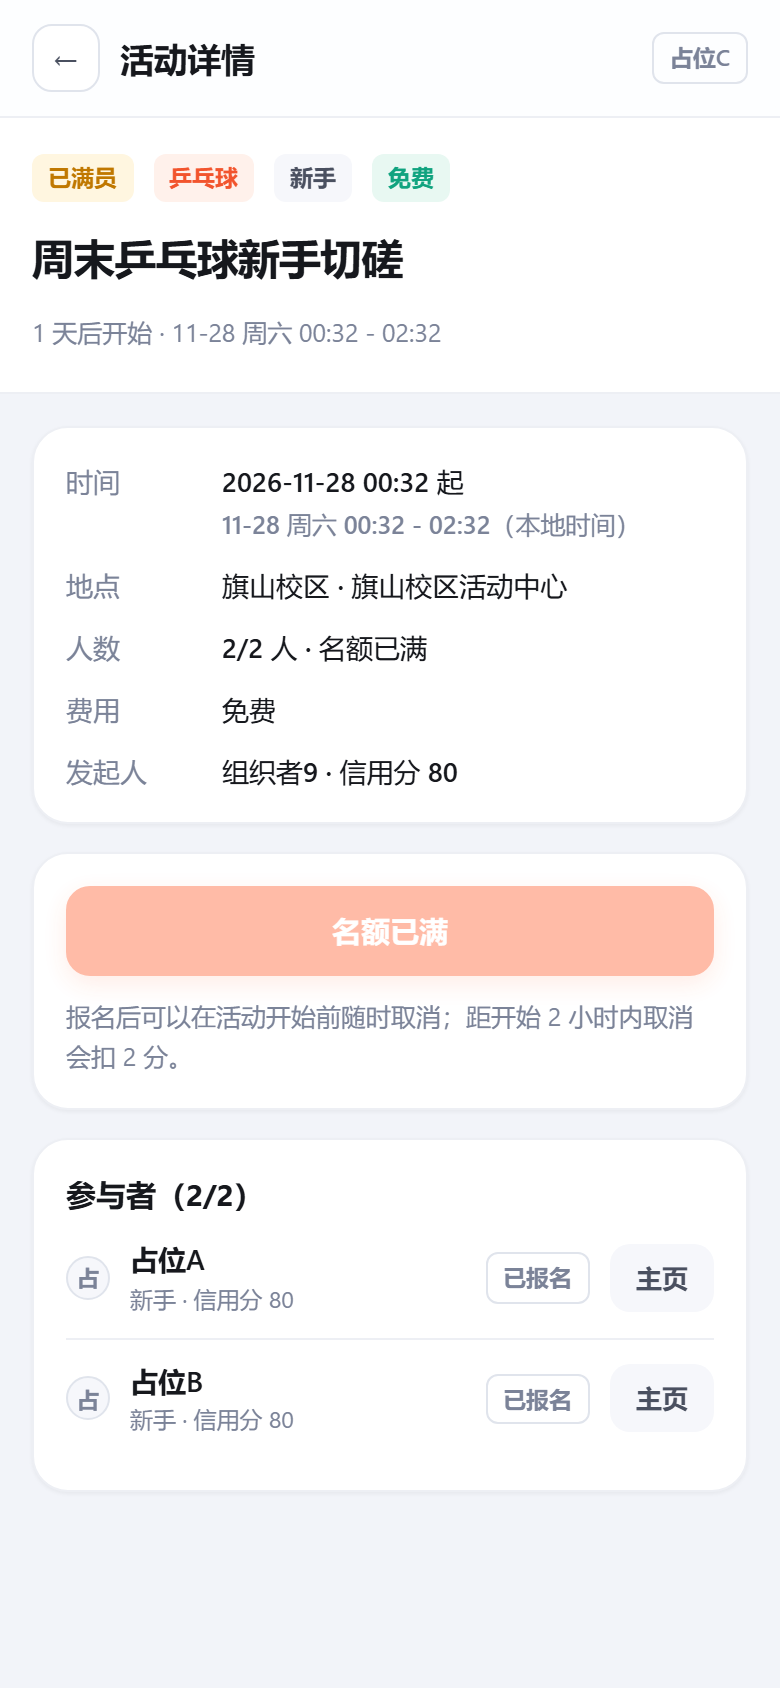 ← 活动详情 占位C
已满员 乒乓球 新手 免费
周末乒乓球新手切磋
1 天后开始 · 11-28 周六 00:32 - 02:32
时间 2026-11-28 00:32 起
11-28 周六 00:32 - 02:32（本地时间）
地点 旗山校区 · 旗山校区活动中心
人数 2/2 人 · 名额已满
费用 免费
发起人 组织者9 · 信用分 80
名额已满
报名后可以在活动开始前随时取消；距开始 2 小时内取消
会扣 2 分。
参与者（2/2）
占 占位A 已报名 主页
新手 · 信用分 80
占 占位B 已报名 主页
新手 · 信用分 80